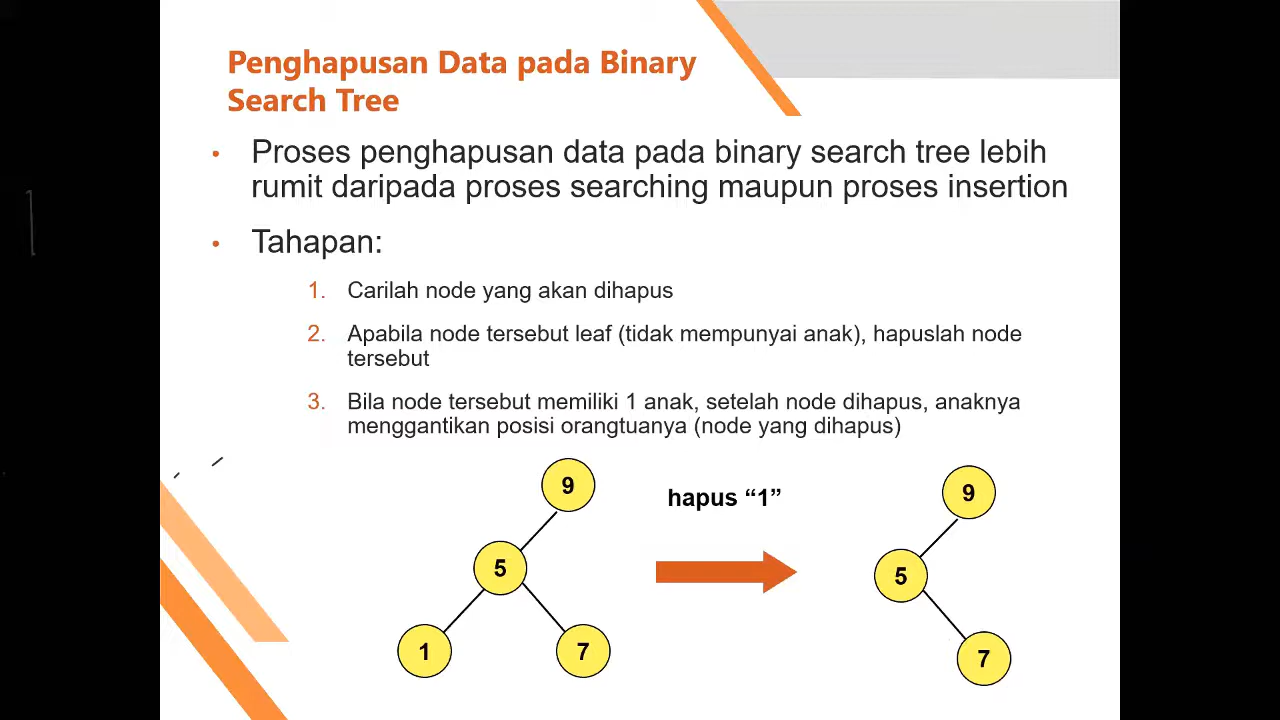 Penghapusan Data pada Binary
Search Tree
• Proses penghapusan data pada binary search tree lebih
rumit daripada proses searching maupun proses insertion
• Tahapan:
1. Carilah node yang akan dihapus
2. Apabila node tersebut leaf (tidak mempunyai anak), hapuslah node
tersebut
3. Bila node tersebut memiliki 1 anak, setelah node dihapus, anaknya
menggantikan posisi orangtuanya (node yang dihapus)
9
5
1
7
hapus “1”
9
5
7